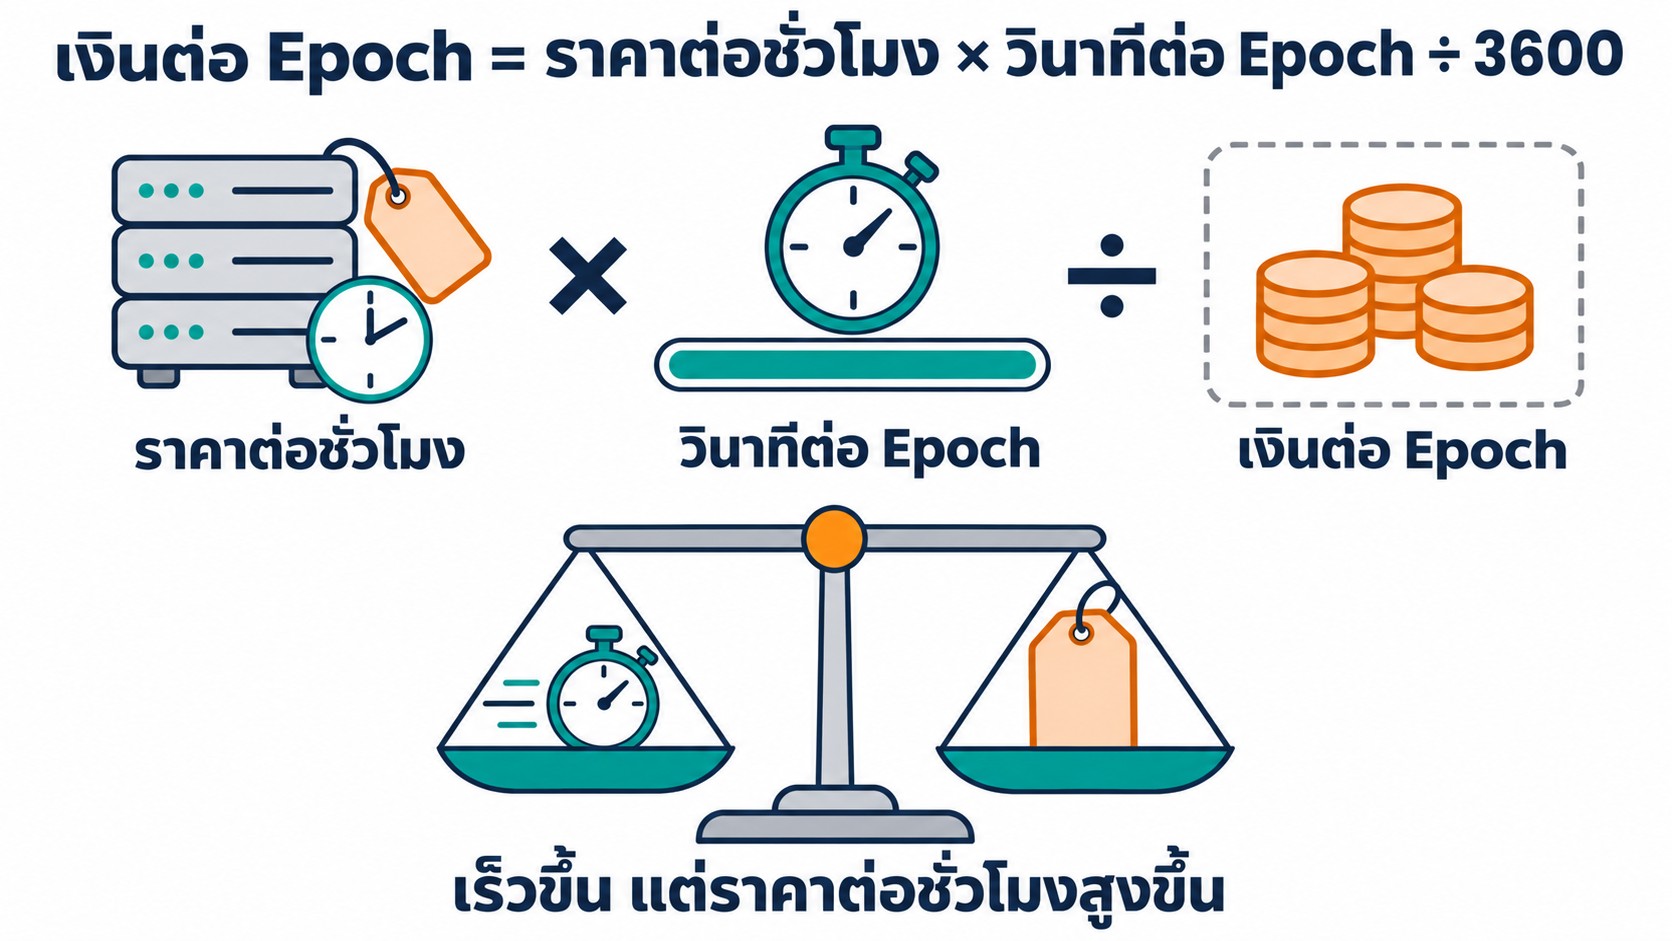 เงินต่อ Epoch = ราคาต่อชั่วโมง × วินาทีต่อ Epoch ÷ 3600
× ÷
ราคาต่อชั่วโมง
วินาทีต่อ Epoch
เงินต่อ Epoch
เร็วขึ้น แต่ราคาต่อชั่วโมงสูงขึ้น